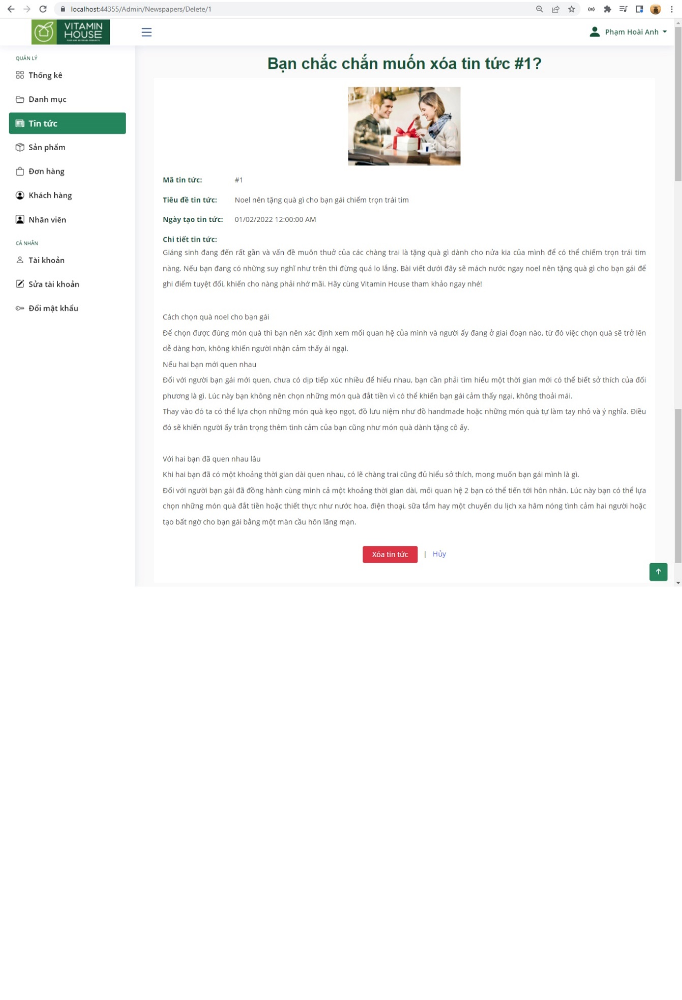 localhost:44355/Admin/Newspapers/Delete/1
VITAMIN
HOUSE
FOOD AND BEVERAGE PRODUCTS
Phạm Hoài Anh
QUẢN LÝ
Thống kê
Danh mục
Tin tức
Sản phẩm
Đơn hàng
Khách hàng
Nhân viên
CÁ NHÂN
Tài khoản
Sửa tài khoản
Đổi mật khẩu
Bạn chắc chắn muốn xóa tin tức #1?
Mã tin tức: #1
Tiêu đề tin tức: Noel nên tặng quà gì cho bạn gái chiếm trọn trái tim
Ngày tạo tin tức: 01/02/2022 12:00:00 AM
Chi tiết tin tức:
Giáng sinh đang đến rất gần và vấn đề muôn thuở của các chàng trai là tặng quà gì dành cho nửa kia của mình để có thể chiếm trọn trái tim
nàng. Nếu bạn đang có những suy nghĩ như trên thì đừng quá lo lắng. Bài viết dưới đây sẽ mách nước ngay noel nên tặng quà gì cho bạn gái để
ghi điểm tuyệt đối, khiến cho nàng phải nhớ mãi. Hãy cùng Vitamin House tham khảo ngay nhé!
Cách chọn quà noel cho bạn gái
Để chọn được đúng món quà thì bạn nên xác định xem mối quan hệ của mình và người ấy đang ở giai đoạn nào, từ đó việc chọn quà sẽ trở lên
dễ dàng hơn, không khiến người nhận cảm thấy ái ngại.
Nếu hai bạn mới quen nhau
Đối với người bạn gái mới quen, chưa có dịp tiếp xúc nhiều để hiểu nhau, bạn cần phải tìm hiểu một thời gian mới có thể biết sở thích của đối
phương là gì. Lúc này bạn không nên chọn những món quà đắt tiền vì có thể khiến bạn gái cảm thấy ngại, không thoải mái.
Thay vào đó ta có thể lựa chọn những món quà kẹo ngọt, đồ lưu niệm như đồ handmade hoặc những món quà tự làm tay nhỏ và ý nghĩa. Điều
đó sẽ khiến người ấy trân trọng thêm tình cảm của bạn cũng như món quà dành tặng cô ấy.
Với hai bạn đã quen nhau lâu
Khi hai bạn đã có một khoảng thời gian dài quen nhau, có lẽ chàng trai cũng đủ hiểu sở thích, mong muốn bạn gái mình là gì.
Đối với người bạn gái đã đồng hành cùng mình cả một khoảng thời gian dài, mối quan hệ 2 bạn có thể tiến tới hôn nhân. Lúc này bạn có thể lựa
chọn những món quà đắt tiền hoặc thiết thực như nước hoa, điện thoại, sữa tắm hay một chuyến du lịch xa hâm nóng tình cảm hai người hoặc
tạo bất ngờ cho bạn gái bằng một màn cầu hôn lãng mạn.
Xóa tin tức | Hủy